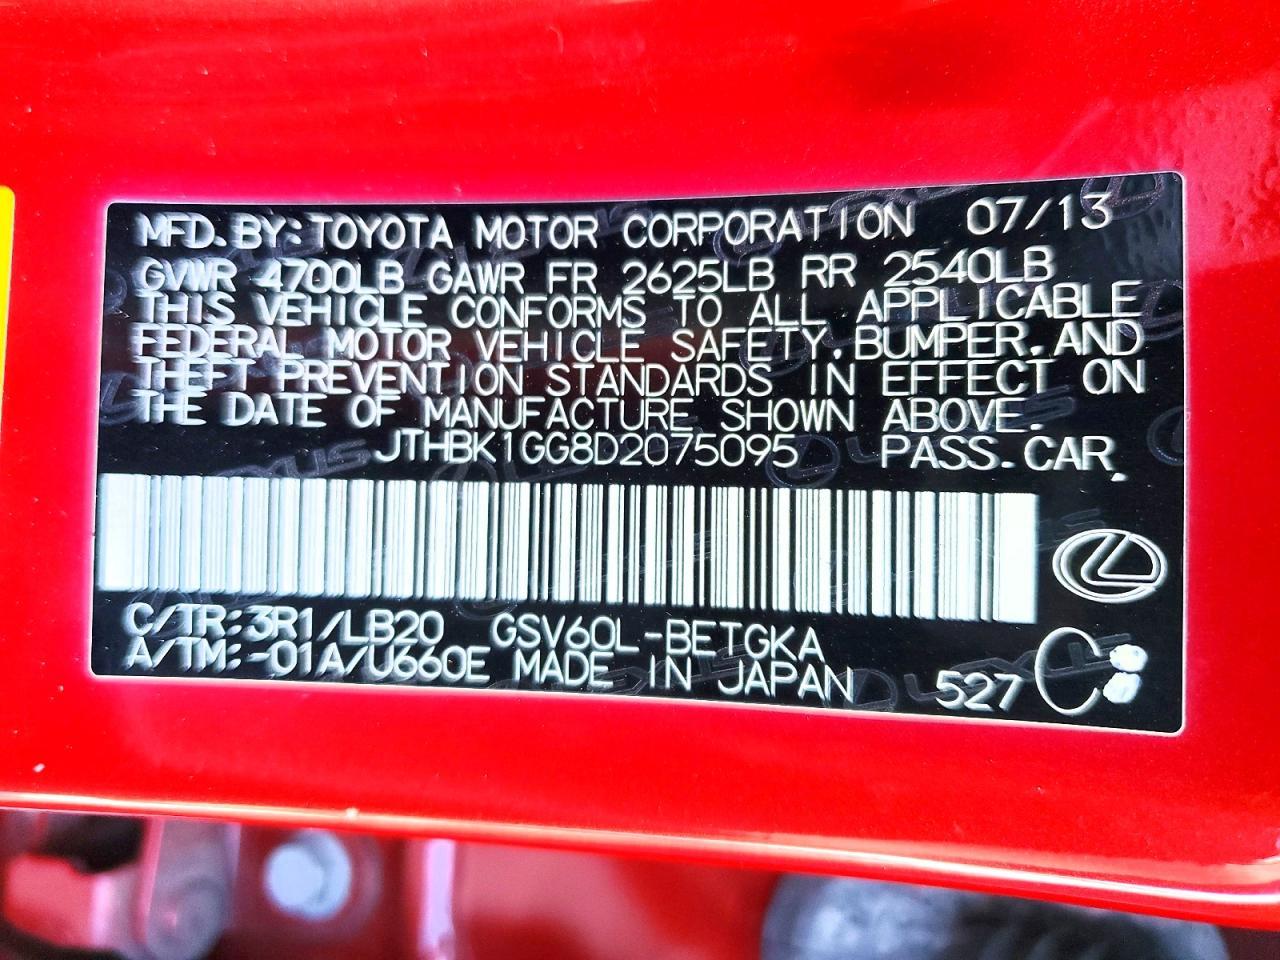 MFD. BY: TOYOTA MOTOR CORPORATION 07/13
GVWR 4700LB GAWR FR 2625LB RR 2540LB
THIS VEHICLE CONFORMS TO ALL APPLICABLE
FEDERAL MOTOR VEHICLE SAFETY, BUMPER, AND
THEFT PREVENTION STANDARDS IN EFFECT ON
THE DATE OF MANUFACTURE SHOWN ABOVE.
JTHBK1GG8D2075095 PASS. CAR
C/TR: 3R1/LB20 GSV60L-BETGKA
A/TM: -01A/U660E MADE IN JAPAN 527